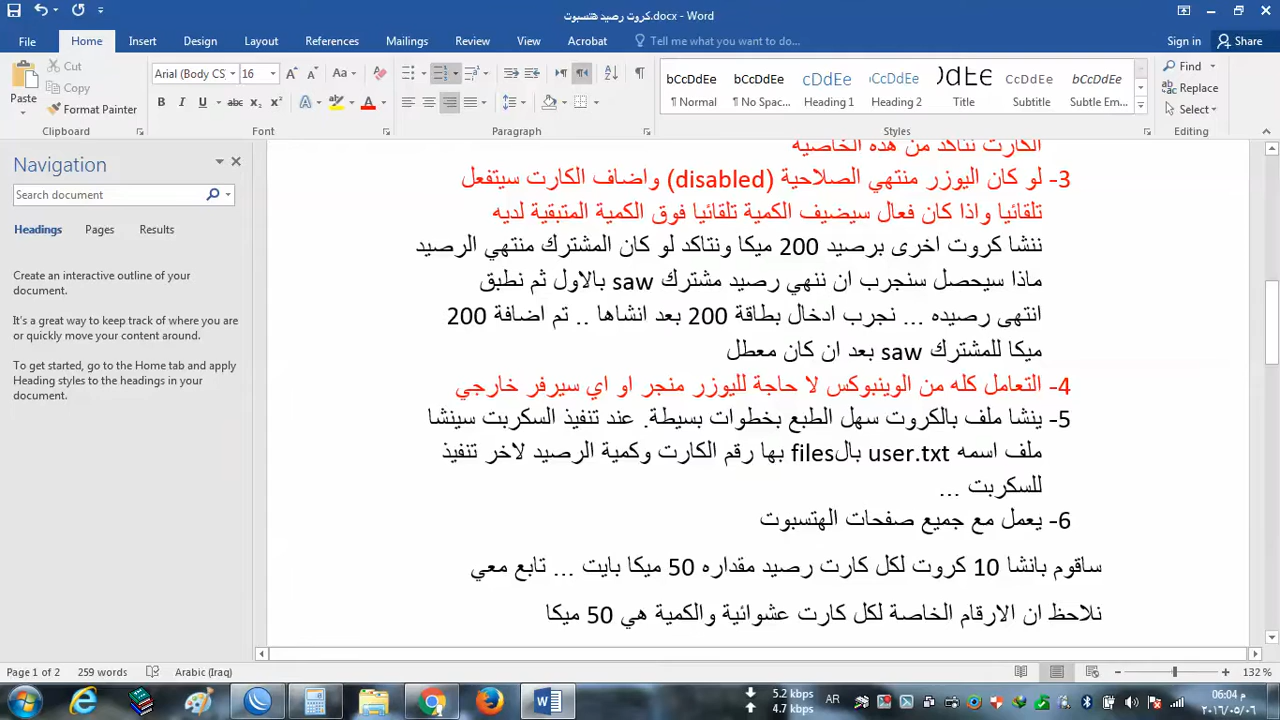 كروت رصيد هتسبوت.docx - Word
File Home Insert Design Layout References Mailings Review View Acrobat Tell me what you want to do... Sign in Share
Paste Cut Copy Format Painter
Arial (Body CS) 16
AaBbCcDdEe
Normal No Spac... Heading 1 Heading 2 Title Subtitle Subtle Em...
Find Replace Select
Clipboard Font Paragraph Styles Editing
Navigation
Search document
Headings Pages Results
Create an interactive outline of your
document.
It's a great way to keep track of where you are
or quickly move your content around.
To get started, go to the Home tab and apply
Heading styles to the headings in your
document.
الكارت نتاكد من هذه الخاصية
3- لو كان اليوزر منتهي الصلاحية (disabled) واضاف الكارت سيتفعل
تلقائيا واذا كان فعال سيضيف الكمية تلقائيا فوق الكمية المتبقية لديه
ننشا كروت اخرى برصيد 200 ميكا ونتاكد لو كان المشترك منتهي الرصيد
ماذا سيحصل سنجرب ان ننهي رصيد مشترك saw بالاول ثم نطبق
انتهى رصيده ... نجرب ادخال بطاقة 200 بعد انشاها .. تم اضافة 200
ميكا للمشترك saw بعد ان كان معطل
4- التعامل كله من الوينبوكس لا حاجة لليوزر منجر او اي سيرفر خارجي
5- ينشا ملف بالكروت سهل الطبع بخطوات بسيطة. عند تنفيذ السكربت سينشا
ملف اسمه user.txt بالfiles بها رقم الكارت وكمية الرصيد لاخر تنفيذ
للسكربت ...
6- يعمل مع جميع صفحات الهتسبوت
ساقوم بانشا 10 كروت لكل كارت رصيد مقداره 50 ميكا بايت ... تابع معي
نلاحظ ان الارقام الخاصة لكل كارت عشوائية والكمية هي 50 ميكا
Page 1 of 2 259 words Arabic (Iraq) 132 %
5.2 kbps
4.7 kbps
AR
06:04 م
٢٠١٦/٠٥/٠٦